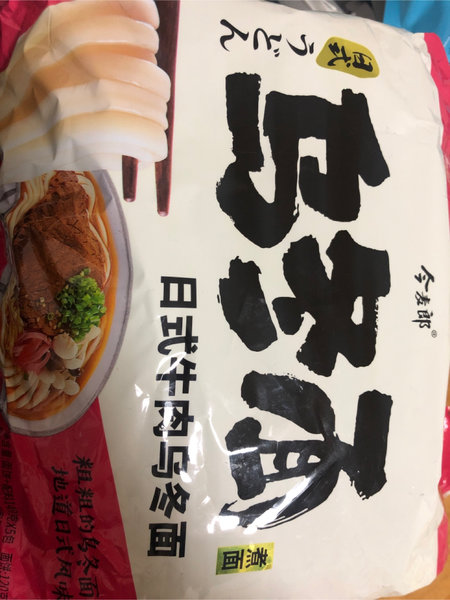 今麦郎®
日式
うどん
乌冬面
煮面
日式牛肉乌冬面
粗粗的乌冬面
地道日式风味